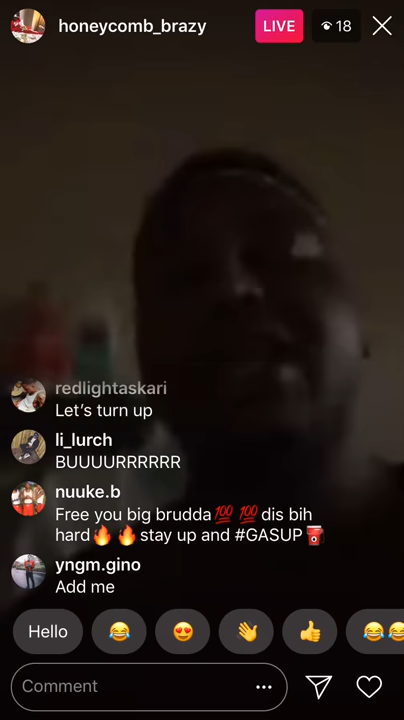 honeycomb_brazy
LIVE
18
redlightaskari
Let's turn up
li_lurch
BUUUURRRRRR
nuuke.b
Free you big brudda💯 💯 dis bih
hard🔥 🔥 stay up and #GASUP⛽
yngm.gino
Add me
Hello
Comment